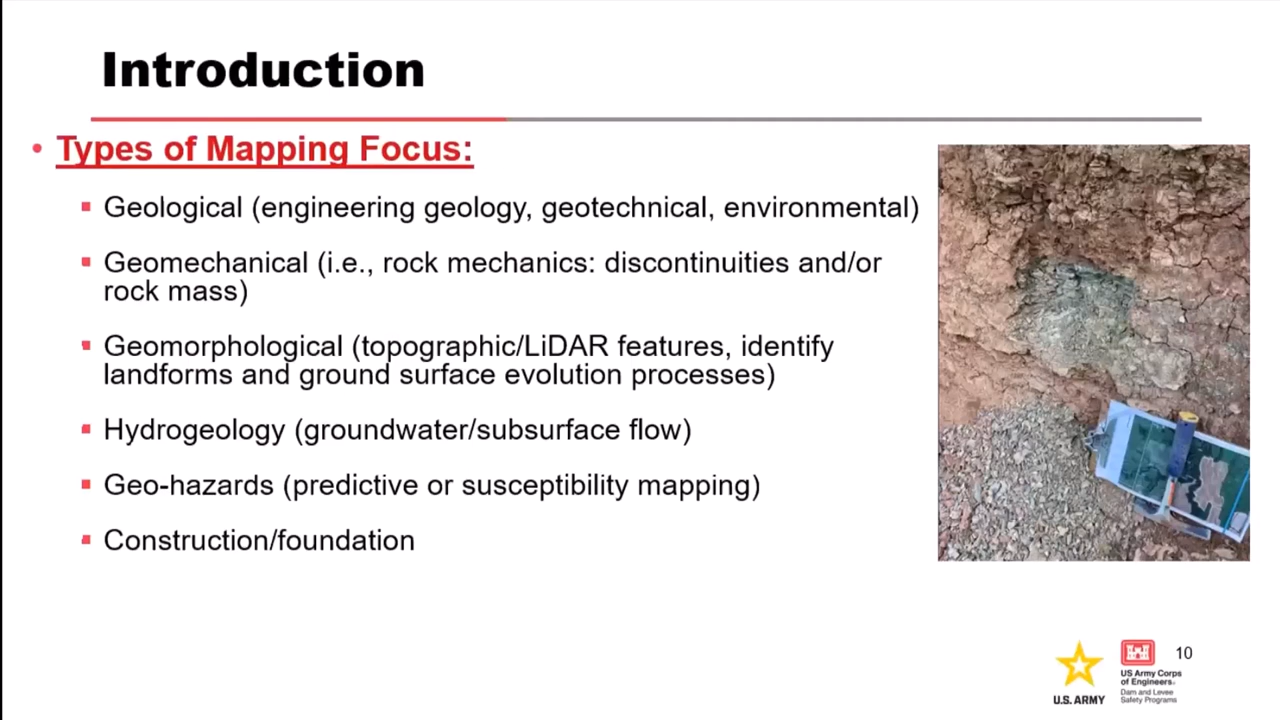 Introduction
• Types of Mapping Focus:
▪ Geological (engineering geology, geotechnical, environmental)
▪ Geomechanical (i.e., rock mechanics: discontinuities and/or
rock mass)
▪ Geomorphological (topographic/LiDAR features, identify
landforms and ground surface evolution processes)
▪ Hydrogeology (groundwater/subsurface flow)
▪ Geo-hazards (predictive or susceptibility mapping)
▪ Construction/foundation
U.S. ARMY
US Army Corps
of Engineers.
Dam and Levee
Safety Programs
10